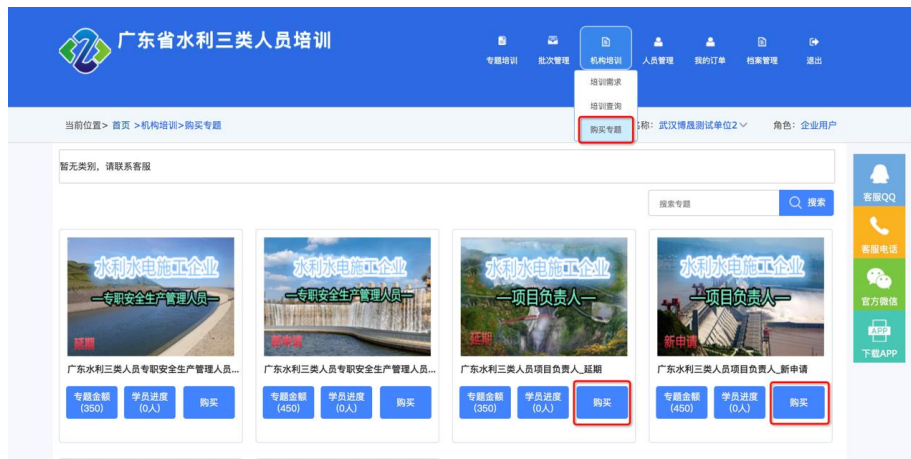 广东省水利三类人员培训
专题培训 批次管理 机构培训 人员管理 我的订单 档案管理 退出
培训需求
培训查询
购买专题
当前位置> 首页 >机构培训>购买专题
称: 武汉博晟测试单位2 角色: 企业用户
暂无类别，请联系客服
搜索专题 搜索
客服QQ
客服电话
官方微信
APP
下载APP
水利水电施工企业
—专职安全生产管理人员—
延期
广东水利三类人员专职安全生产管理人员...
专题金额
(350)
学员进度
(0人)
购买
水利水电施工企业
—专职安全生产管理人员—
新申请
广东水利三类人员专职安全生产管理人员...
专题金额
(450)
学员进度
(0人)
购买
水利水电施工企业
—项目负责人—
延期
广东水利三类人员项目负责人_延期
专题金额
(350)
学员进度
(0人)
购买
水利水电施工企业
—项目负责人—
新申请
广东水利三类人员项目负责人_新申请
专题金额
(450)
学员进度
(0人)
购买